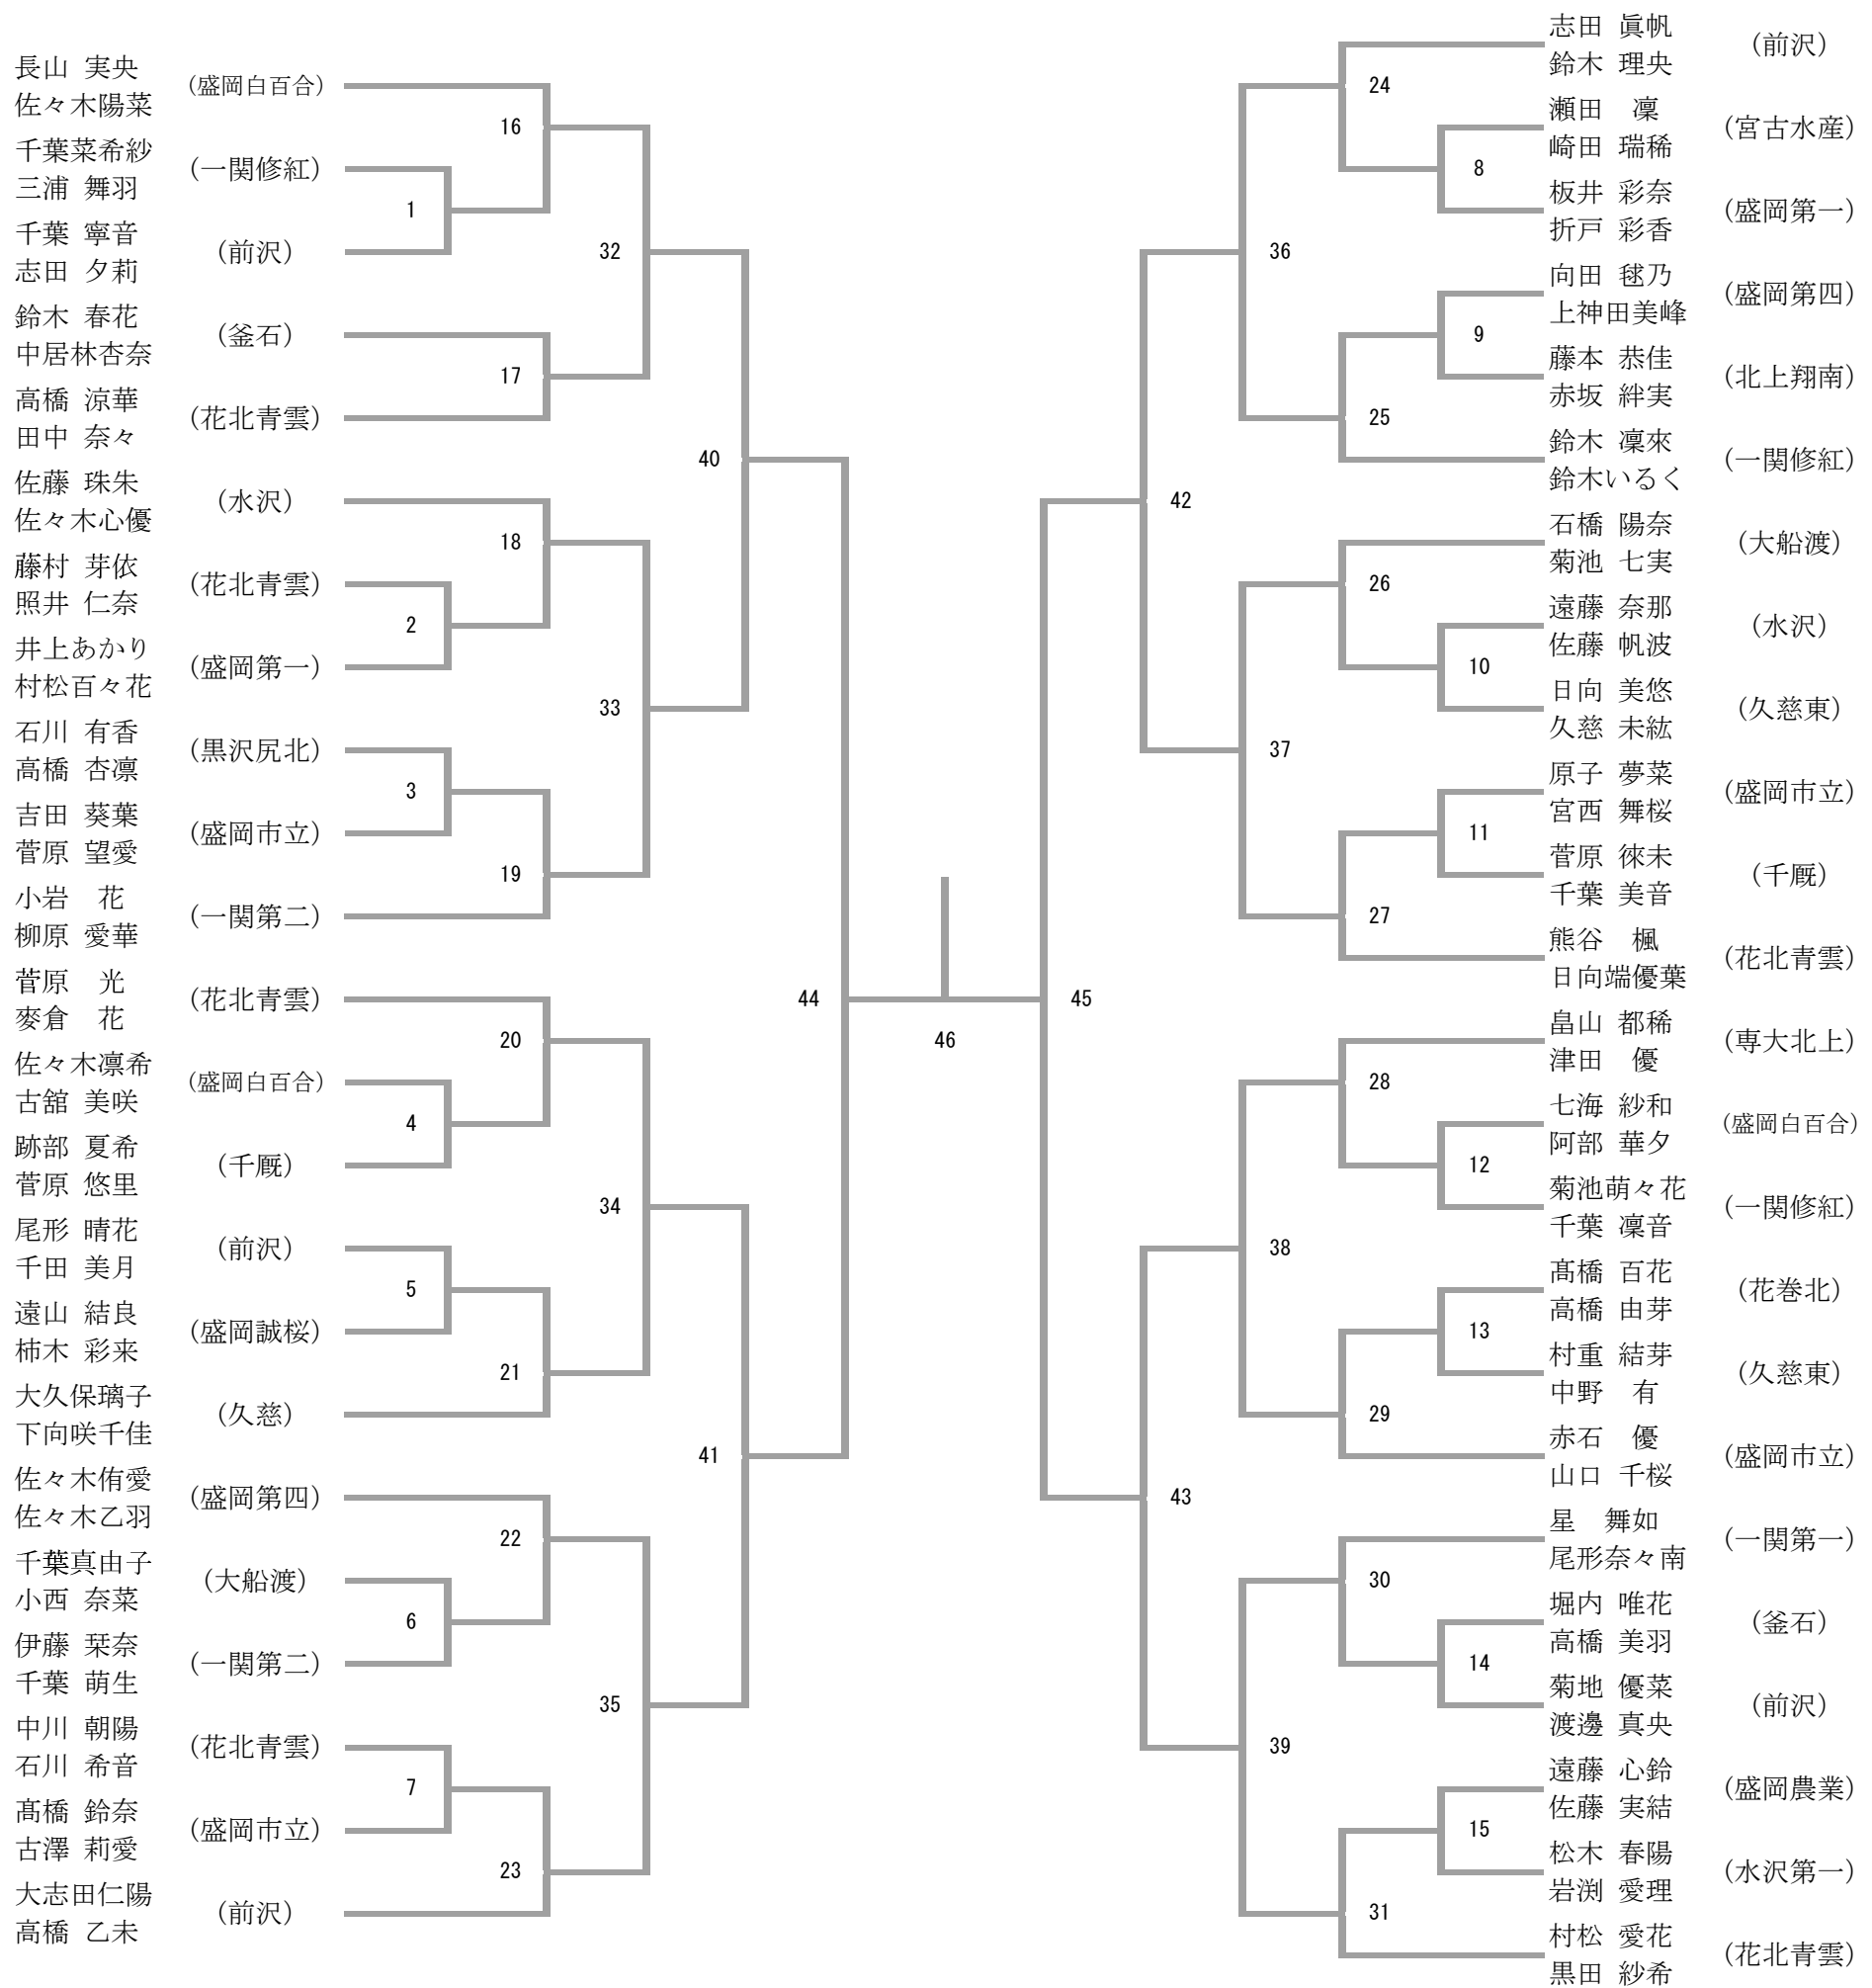 長山 実央
佐々木陽菜
(盛岡白百合)
千葉菜希紗
三浦 舞羽
(一関修紅)
千葉 寧音
志田 夕莉
(前沢)
鈴木 春花
中居林杏奈
(釜石)
高橋 涼華
田中 奈々
(花北青雲)
佐藤 珠朱
佐々木心優
(水沢)
藤村 芽依
照井 仁奈
(花北青雲)
井上あかり
村松百々花
(盛岡第一)
石川 有香
高橋 杏凛
(黒沢尻北)
吉田 葵葉
菅原 望愛
(盛岡市立)
小岩 花
柳原 愛華
(一関第二)
菅原 光
麥倉 花
(花北青雲)
佐々木凛希
古舘 美咲
(盛岡白百合)
跡部 夏希
菅原 悠里
(千厩)
尾形 晴花
千田 美月
(前沢)
遠山 結良
柿木 彩来
(盛岡誠桜)
大久保璃子
下向咲千佳
(久慈)
佐々木侑愛
佐々木乙羽
(盛岡第四)
千葉真由子
小西 奈菜
(大船渡)
伊藤 栞奈
千葉 萌生
(一関第二)
中川 朝陽
石川 希音
(花北青雲)
髙橋 鈴奈
古澤 莉愛
(盛岡市立)
大志田仁陽
高橋 乙未
(前沢)
1
2
3
4
5
6
7
16
17
18
19
20
21
22
23
32
33
34
35
40
41
44
46
45
42
43
36
37
38
39
24
25
26
27
28
29
30
31
8
9
10
11
12
13
14
15
志田 眞帆
鈴木 理央
(前沢)
瀬田 凜
崎田 瑞稀
(宮古水産)
板井 彩奈
折戸 彩香
(盛岡第一)
向田 毬乃
上神田美峰
(盛岡第四)
藤本 恭佳
赤坂 絆実
(北上翔南)
鈴木 凜來
鈴木いるく
(一関修紅)
石橋 陽奈
菊池 七実
(大船渡)
遠藤 奈那
佐藤 帆波
(水沢)
日向 美悠
久慈 未紘
(久慈東)
原子 夢菜
宮西 舞桜
(盛岡市立)
菅原 徠未
千葉 美音
(千厩)
熊谷 楓
日向端優葉
(花北青雲)
畠山 都稀
津田 優
(専大北上)
七海 紗和
阿部 華夕
(盛岡白百合)
菊池萌々花
千葉 凜音
(一関修紅)
髙橋 百花
高橋 由芽
(花巻北)
村重 結芽
中野 有
(久慈東)
赤石 優
山口 千桜
(盛岡市立)
星 舞如
尾形奈々南
(一関第一)
堀内 唯花
高橋 美羽
(釜石)
菊地 優菜
渡邊 真央
(前沢)
遠藤 心鈴
佐藤 実結
(盛岡農業)
松木 春陽
岩渕 愛理
(水沢第一)
村松 愛花
黒田 紗希
(花北青雲)